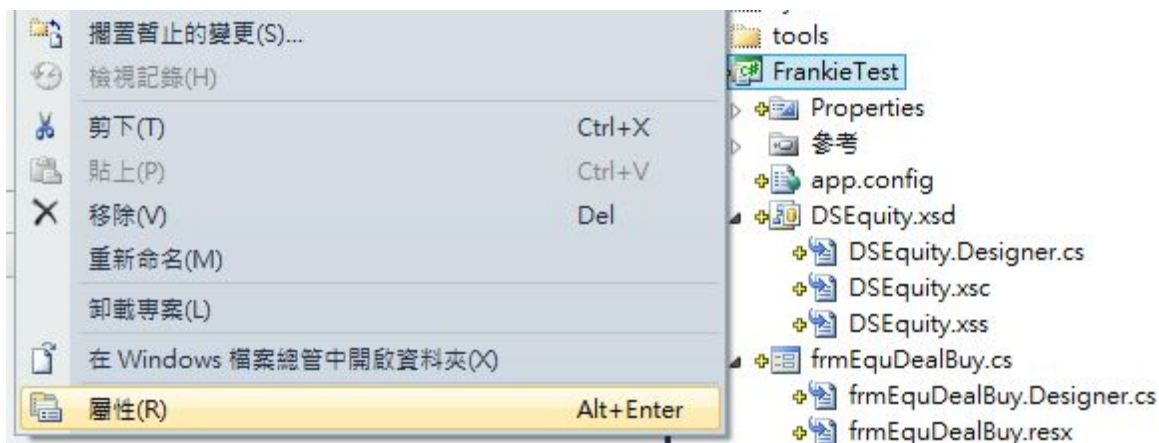 擱置暫止的變更(S)...
檢視記錄(H)
剪下(T) Ctrl+X
貼上(P) Ctrl+V
移除(V) Del
重新命名(M)
卸載專案(L)
在 Windows 檔案總管中開啟資料夾(X)
屬性(R) Alt+Enter
tools
FrankieTest
Properties
參考
app.config
DSEquity.xsd
DSEquity.Designer.cs
DSEquity.xsc
DSEquity.xss
frmEquDealBuy.cs
frmEquDealBuy.Designer.cs
frmEquDealBuy.resx